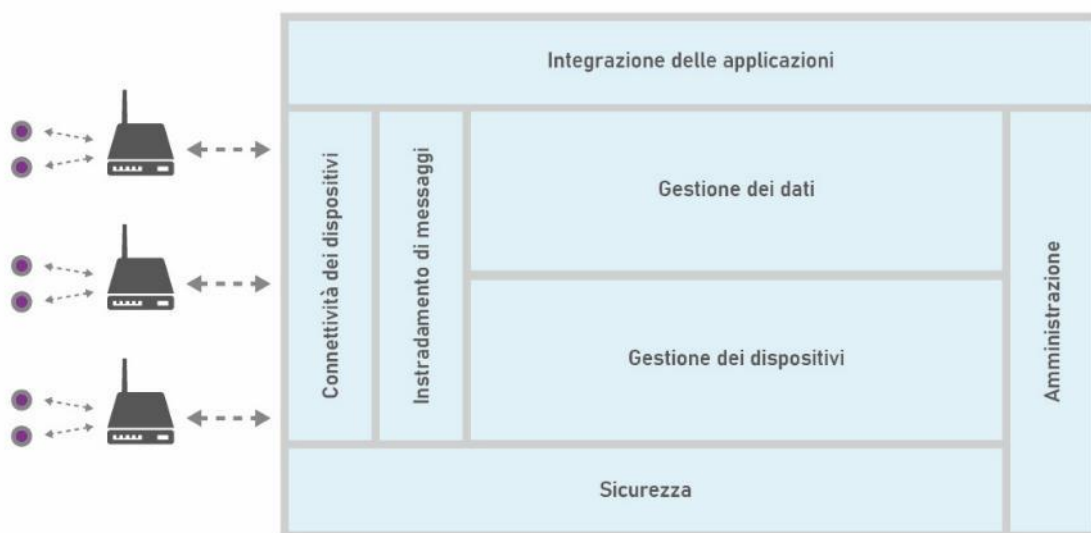 Integrazione delle applicazioni
Connettività dei dispositivi
Instradamento di messaggi
Gestione dei dati
Gestione dei dispositivi
Amministrazione
Sicurezza